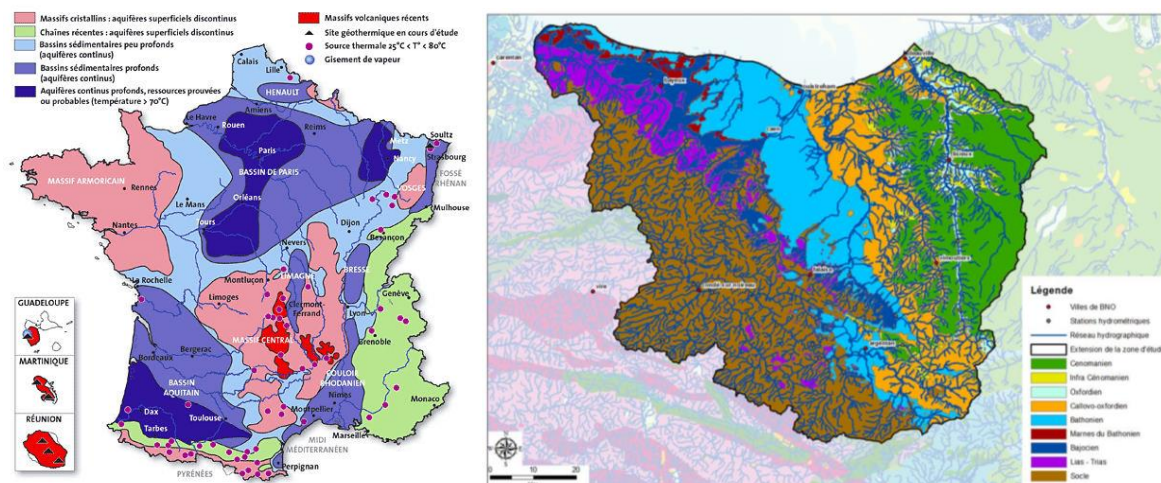 Massifs cristallins : aquifères superficiels discontinus
Chaînes récentes : aquifères superficiels discontinus
Bassins sédimentaires peu profonds
(aquifères continus)
Bassins sédimentaires profonds
(aquifères continus)
Aquifères continus profonds, ressources prouvées
ou probables (température > 70°C)
Massifs volcaniques récents
Site géothermique en cours d'étude
Source thermale 25°C < T° < 80°C
Gisement de vapeur
Calais
Lille
HENAULT
Amiens
Le Havre
Rouen
Reims
Metz
Soultz
Paris
Nancy
Strasbourg
BASSIN DE PARIS
FOSSÉ
RHÉNAN
MASSIF ARMORICAIN
Rennes
VOSGES
Le Mans
Orléans
Mulhouse
Tours
Dijon
Nantes
Besançon
Nevers
BRESSE
La Rochelle
Montluçon
LIMAGNE
Genève
Limoges
Clermont-
Ferrand
Lyon
MASSIF CENTRAL
Grenoble
Bordeaux
Bergerac
COULOIR
RHODANIEN
BASSIN
AQUITAIN
Nîmes
Monaco
Dax
Toulouse
Montpellier
Tarbes
Marseille
MIDI
MÉDITERRANÉEN
PYRÉNÉES
Perpignan
GUADELOUPE
MARTINIQUE
RÉUNION
Légende
Villes de BNO
Stations hydrométriques
Réseau hydrographique
Extension de la zone d'étud
Cenomanien
Infra Cénomanien
Oxfordien
Callovo-oxfordien
Bathonien
Marnes du Bathonien
Bajocien
Lias - Trias
Socle
0
10
20